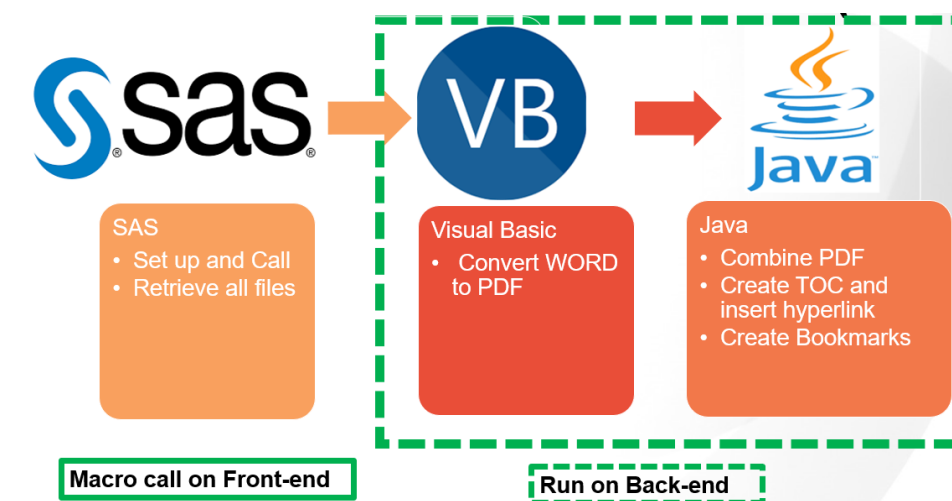 sas
VB
Java
SAS
• Set up and Call
• Retrieve all files
Visual Basic
• Convert WORD
to PDF
Java
• Combine PDF
• Create TOC and
insert hyperlink
• Create Bookmarks
Macro call on Front-end
Run on Back-end